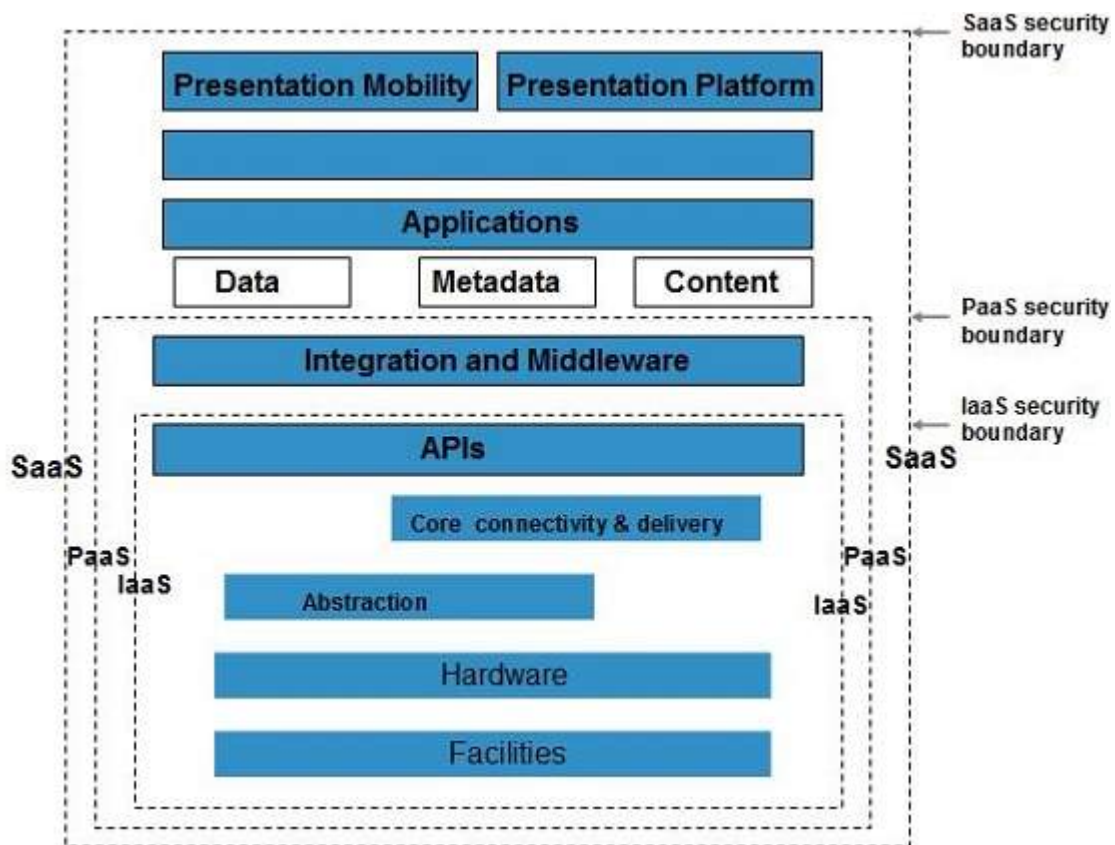 SaaS security
boundary
Presentation Mobility
Presentation Platform
Applications
Data
Metadata
Content
PaaS security
boundary
Integration and Middleware
IaaS security
boundary
APIs
SaaS
SaaS
Core connectivity & delivery
PaaS
PaaS
IaaS
IaaS
Abstraction
Hardware
Facilities